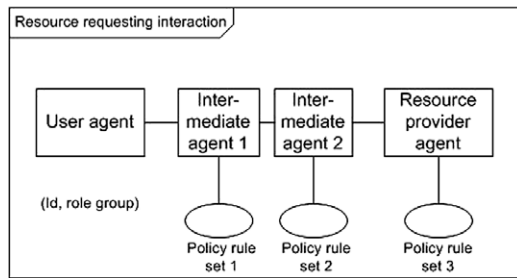 Resource requesting interaction
User agent
Inter-
mediate
agent 1
Inter-
mediate
agent 2
Resource
provider
agent
(Id, role group)
Policy rule
set 1
Policy rule
set 2
Policy rule
set 3